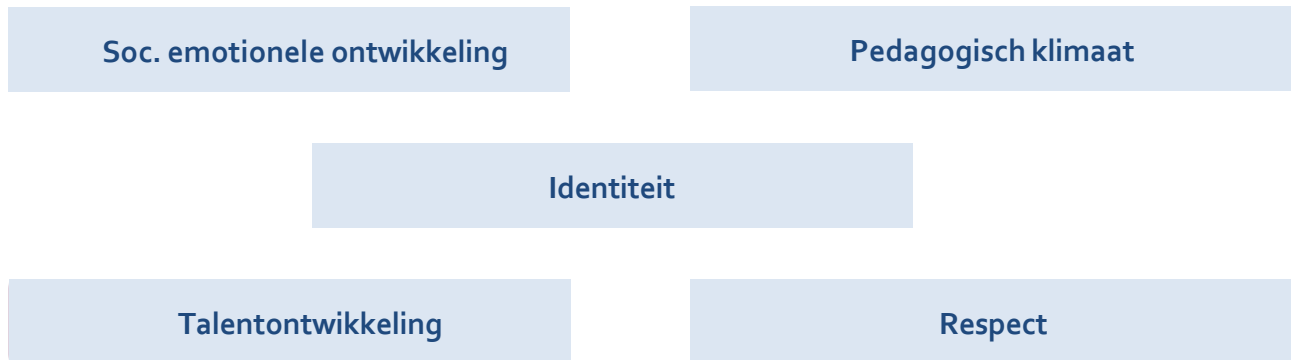 Soc. emotionele ontwikkeling
Pedagogisch klimaat
Identiteit
Talentontwikkeling
Respect